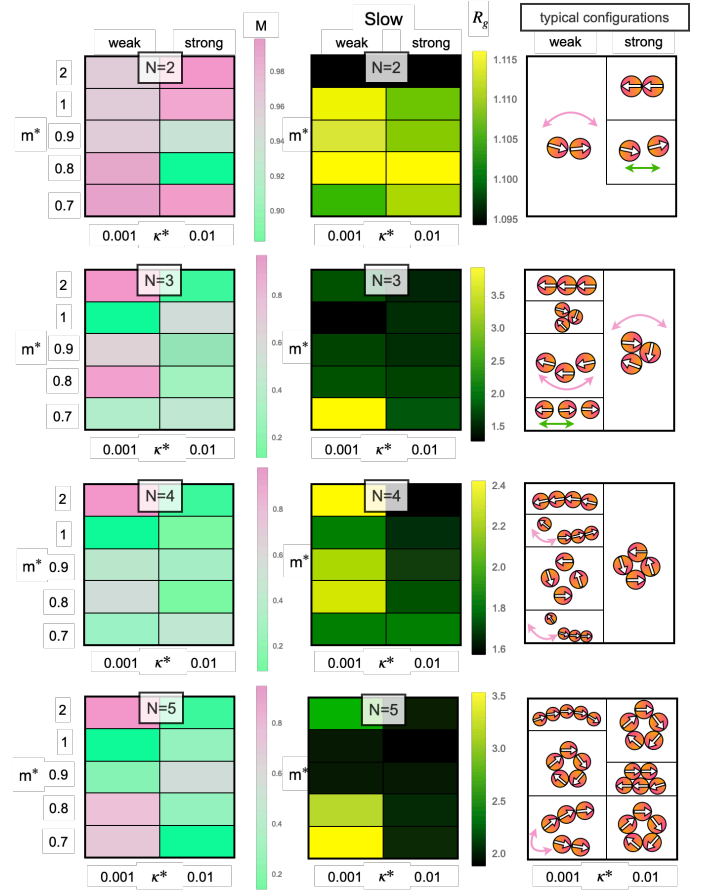 Slow
M
R_g
typical configurations
weak strong
weak strong
weak strong
N=2
N=2
m*
2
1
0.9
0.8
0.7
0.98
0.96
0.94
0.92
0.90
1.115
1.110
1.105
1.100
1.095
0.001 κ* 0.01
0.001 κ* 0.01
N=3
N=3
m*
2
1
0.9
0.8
0.7
m*
0.8
0.6
0.4
0.2
3.5
3.0
2.5
2.0
1.5
0.001 κ* 0.01
0.001 κ* 0.01
N=4
N=4
m*
2
1
0.9
0.8
0.7
m*
0.8
0.6
0.4
0.2
2.4
2.2
2.0
1.8
1.6
0.001 κ* 0.01
0.001 κ* 0.01
N=5
N=5
m*
2
1
0.9
0.8
0.7
m*
0.8
0.6
0.4
0.2
3.5
3.0
2.5
2.0
0.001 κ* 0.01
0.001 κ* 0.01
0.001 κ* 0.01